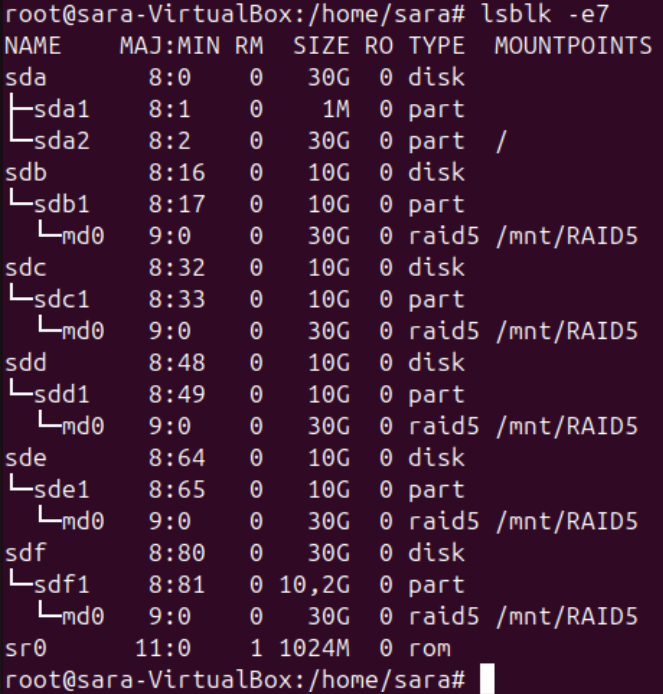 root@sara-VirtualBox:/home/sara# lsblk -e7
NAME   MAJ:MIN RM  SIZE RO TYPE  MOUNTPOINTS
sda      8:0    0   30G  0 disk
├─sda1   8:1    0    1M  0 part
└─sda2   8:2    0   30G  0 part  /
sdb      8:16   0   10G  0 disk
└─sdb1   8:17   0   10G  0 part
  └─md0  9:0    0   30G  0 raid5 /mnt/RAID5
sdc      8:32   0   10G  0 disk
└─sdc1   8:33   0   10G  0 part
  └─md0  9:0    0   30G  0 raid5 /mnt/RAID5
sdd      8:48   0   10G  0 disk
└─sdd1   8:49   0   10G  0 part
  └─md0  9:0    0   30G  0 raid5 /mnt/RAID5
sde      8:64   0   10G  0 disk
└─sde1   8:65   0   10G  0 part
  └─md0  9:0    0   30G  0 raid5 /mnt/RAID5
sdf      8:80   0   30G  0 disk
└─sdf1   8:81   0 10,2G  0 part
  └─md0  9:0    0   30G  0 raid5 /mnt/RAID5
sr0     11:0    1 1024M  0 rom
root@sara-VirtualBox:/home/sara#